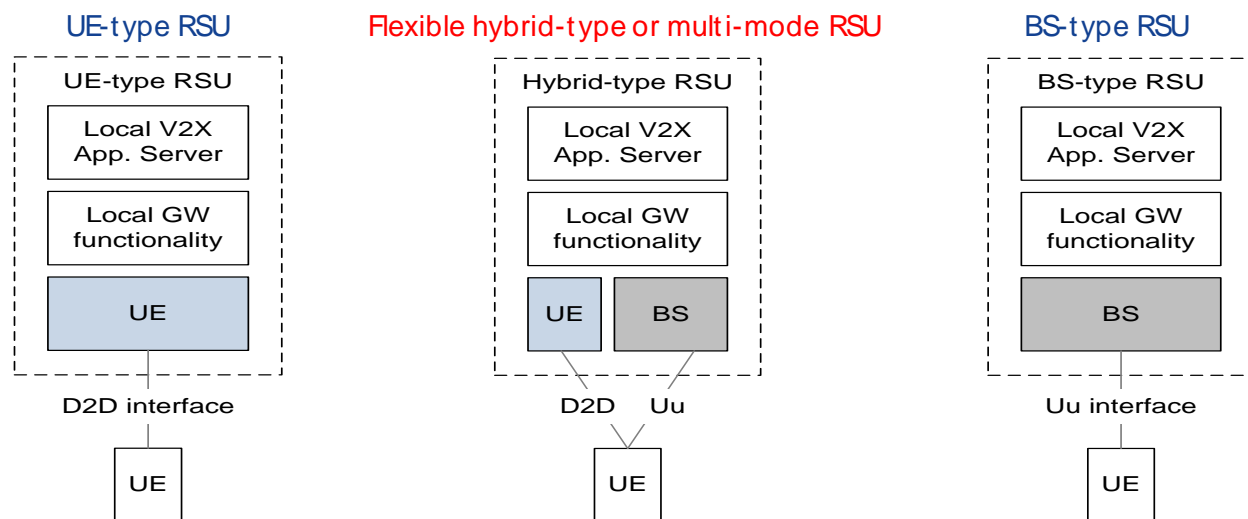 UE-type RSU
Flexible hybrid-type or multi-mode RSU
BS-type RSU
UE-type RSU
Local V2X
App. Server
Local GW
functionality
UE
D2D interface
UE
Hybrid-type RSU
Local V2X
App. Server
Local GW
functionality
UE
BS
D2D
Uu
UE
BS-type RSU
Local V2X
App. Server
Local GW
functionality
BS
Uu interface
UE